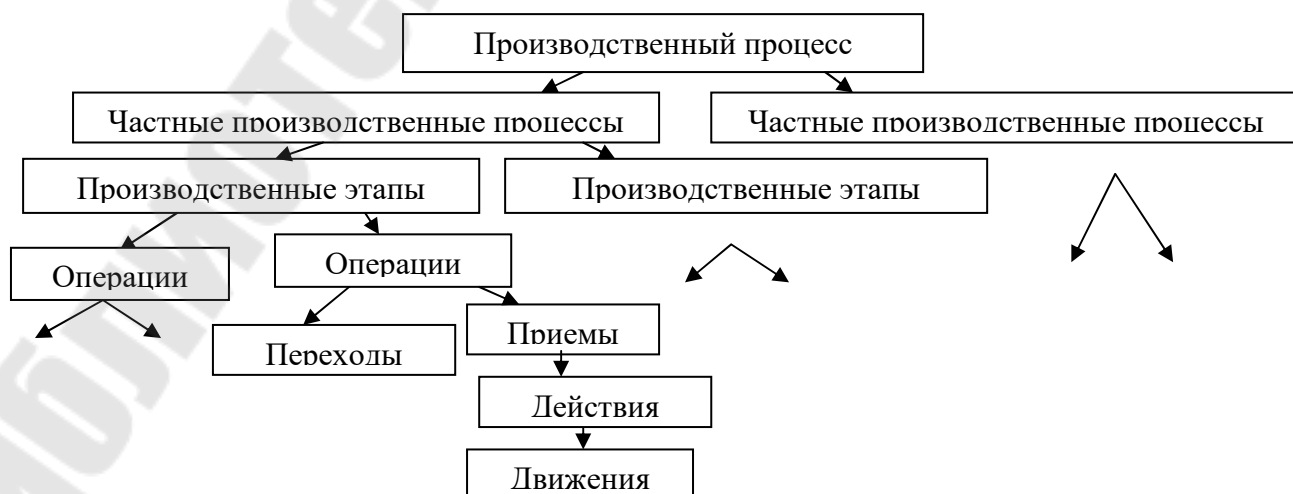 Производственный процесс
Частные производственные процессы
Частные производственные процессы
Производственные этапы
Производственные этапы
Операции
Операции
Переходы
Приемы
Действия
Движения